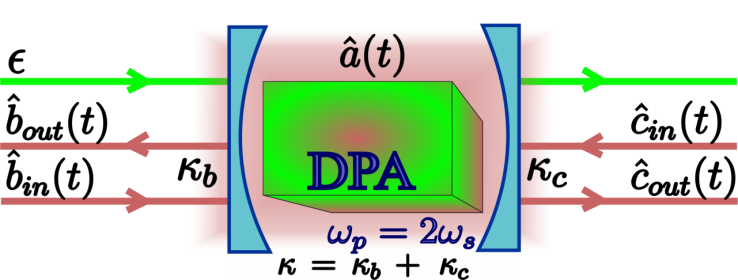 ϵ
â(t)
b̂_out(t)
ĉ_in(t)
b̂_in(t)
κ_b
DPA
κ_c
ĉ_out(t)
ω_p = 2ω_s
κ = κ_b + κ_c